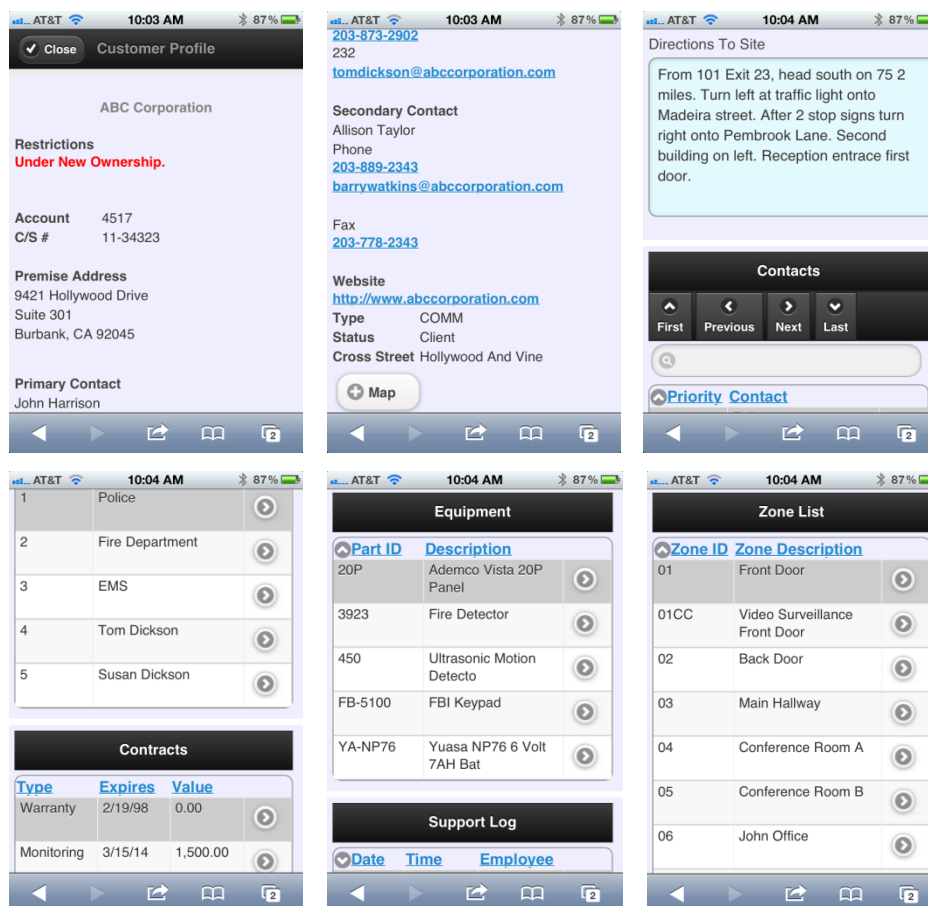 AT&T 10:03 AM 87%
Close Customer Profile
ABC Corporation
Restrictions
Under New Ownership.
Account 4517
C/S # 11-34323
Premise Address
9421 Hollywood Drive
Suite 301
Burbank, CA 92045
Primary Contact
John Harrison
2
AT&T 10:03 AM 87%
203-873-2902
232
tomdickson@abccorporation.com
Secondary Contact
Allison Taylor
Phone
203-889-2343
barrywatkins@abccorporation.com
Fax
203-778-2343
Website
http://www.abccorporation.com
Type COMM
Status Client
Cross Street Hollywood And Vine
Map
2
AT&T 10:04 AM 87%
Directions To Site
From 101 Exit 23, head south on 75 2
miles. Turn left at traffic light onto
Madeira street. After 2 stop signs turn
right onto Pembrook Lane. Second
building on left. Reception entrace first
door.
Contacts
First Previous Next Last
Priority Contact
2
AT&T 10:04 AM 87%
1 Police
2 Fire Department
3 EMS
4 Tom Dickson
5 Susan Dickson
Contracts
Type Expires Value
Warranty 2/19/98 0.00
Monitoring 3/15/14 1,500.00
2
AT&T 10:04 AM 87%
Equipment
Part ID Description
20P Ademco Vista 20P
Panel
3923 Fire Detector
450 Ultrasonic Motion
Detecto
FB-5100 FBI Keypad
YA-NP76 Yuasa NP76 6 Volt
7AH Bat
Support Log
Date Time Employee
2
AT&T 10:04 AM 87%
Zone List
Zone ID Zone Description
01 Front Door
01CC Video Surveillance
Front Door
02 Back Door
03 Main Hallway
04 Conference Room A
05 Conference Room B
06 John Office
2